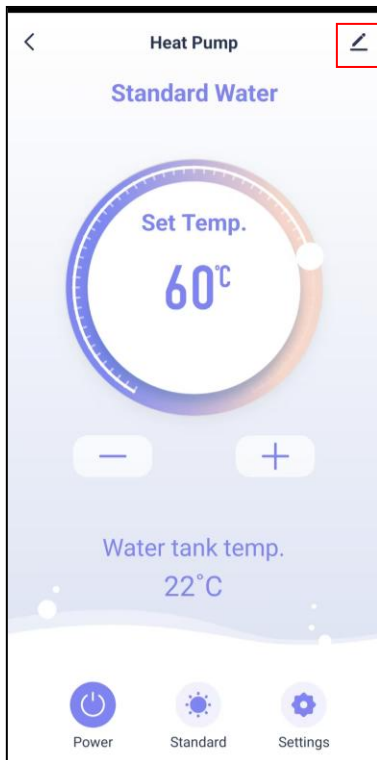 Heat Pump
Standard Water
Set Temp.
60°C
Water tank temp.
22°C
Power
Standard
Settings